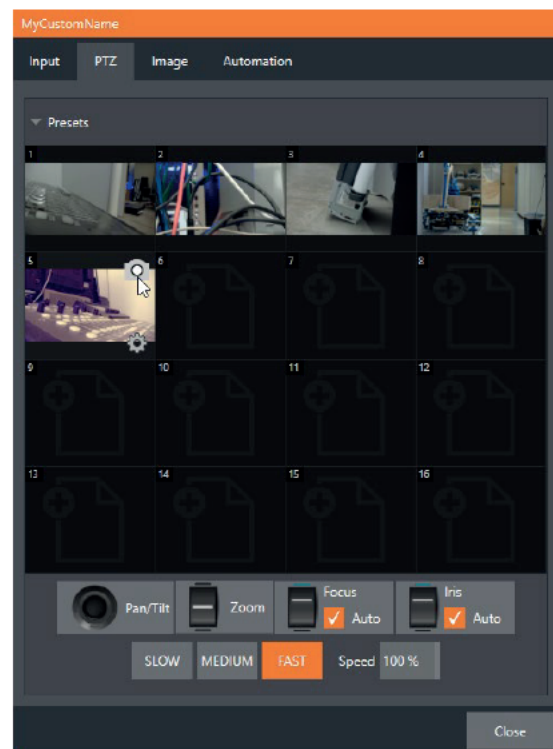 MyCustomName
Input PTZ Image Automation
Presets
1 2 3 4
5 6 7 8
9 10 11 12
13 14 15 16
Pan/Tilt Zoom Focus Auto Iris Auto
SLOW MEDIUM FAST Speed 100 %
Close